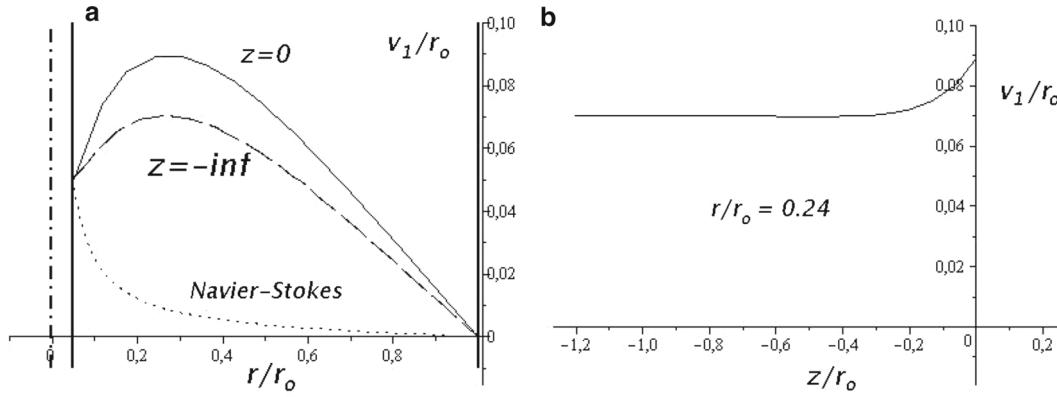 a
z=0
v1/ro
0,10
0,08
0,06
0,04
0,02
0
z=-inf
Navier-Stokes
0
0,2
0,4
0,6
0,8
r/ro
b
0,10
0,08
0,06
0,04
0,02
0
v1/ro
r/ro = 0.24
−1,2
−1,0
−0,8
−0,6
−0,4
−0,2
0,2
z/ro